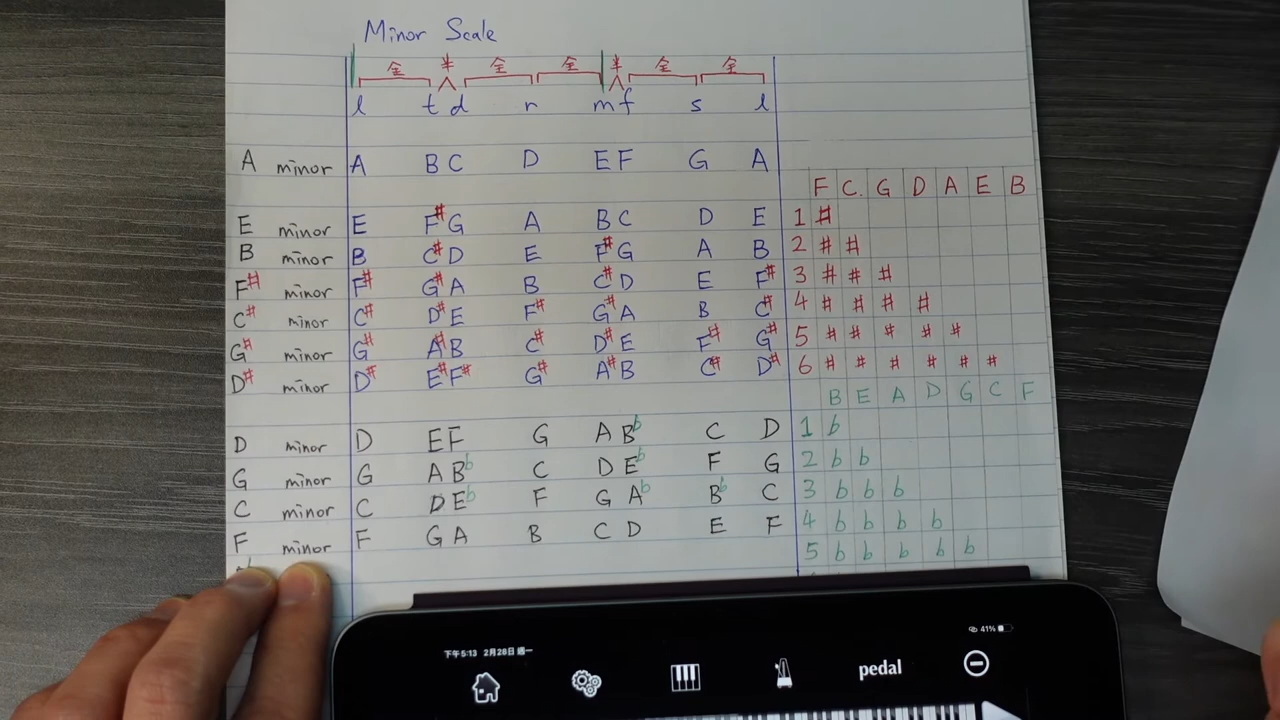 Minor Scale
全 半 全 全 半 全 全
l t d r m f s l
A minor A B C D E F G A
F C. G D A E B
E minor E F# G A B C D E 1 #
B minor B C# D E F# G A B 2 # #
F# minor F# G# A B C# D E F# 3 # # #
C# minor C# D# E F# G# A B C# 4 # # # #
G# minor G# A# B C# D# E F# G# 5 # # # # #
D# minor D# E# F# G# A# B C# D# 6 # # # # # #
B E A D G C F
D minor D E F G A Bb C D 1 b
G minor G A Bb C D Eb F G 2 b b
C minor C D Eb F G Ab Bb C 3 b b b
F minor F G A B C D E F 4 b b b b
5 b b b b b
下午5:13 2月28日 週一 41%
pedal